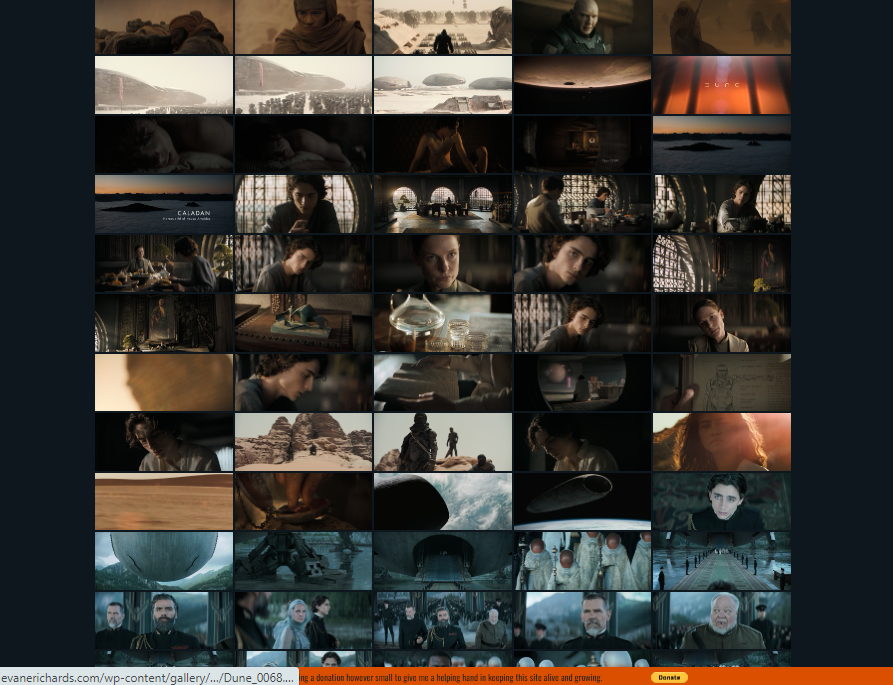 DUNC
CALADAN
evanerichards.com/wp-content/gallery/.../Dune_0068....
ing a donation however small to give me a helping hand in keeping this site alive and growing.
Donate